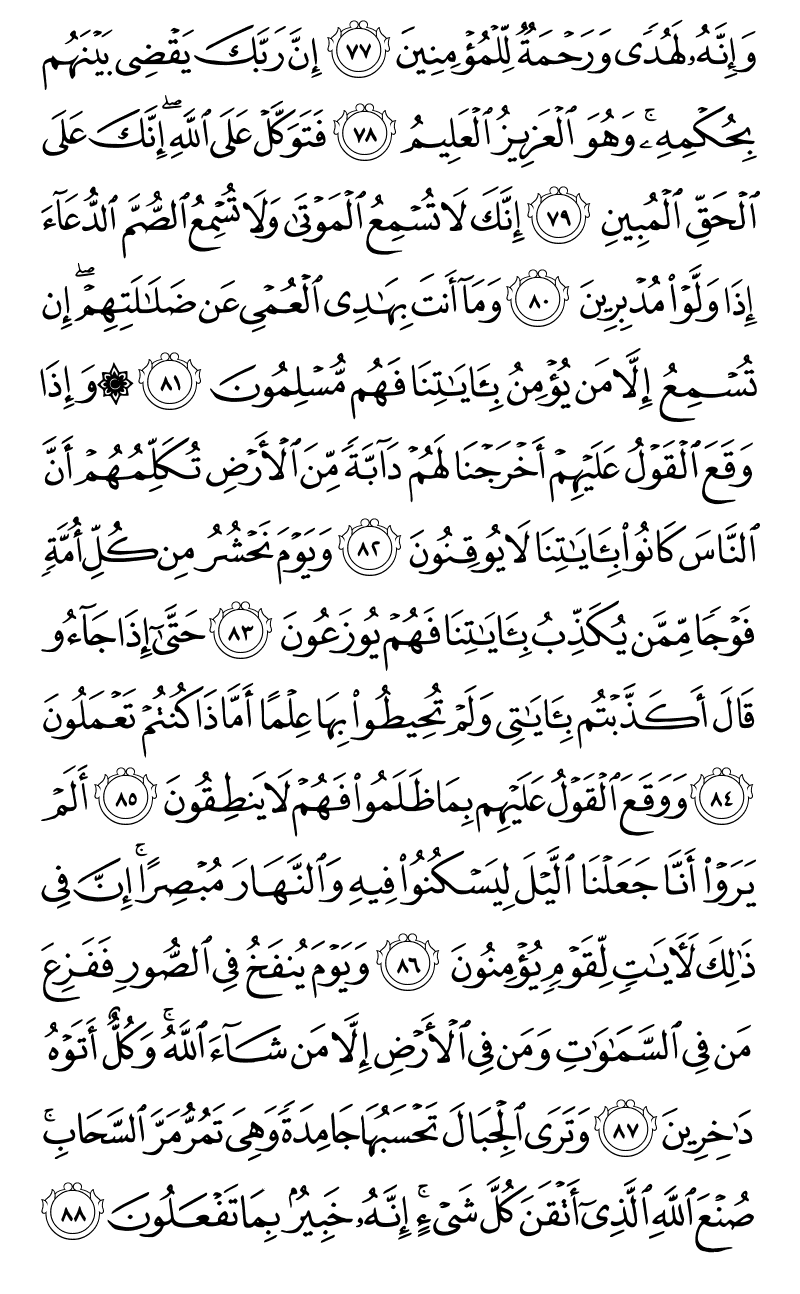 وَإِنَّهُۥ لَهُدٗى وَرَحۡمَةٞ لِّلۡمُؤۡمِنِينَ ٧٧ إِنَّ رَبَّكَ يَقۡضِي بَيۡنَهُم
بِحُكۡمِهِۦۚ وَهُوَ ٱلۡعَزِيزُ ٱلۡعَلِيمُ ٧٨ فَتَوَكَّلۡ عَلَى ٱللَّهِۖ إِنَّكَ عَلَى
ٱلۡحَقِّ ٱلۡمُبِينِ ٧٩ إِنَّكَ لَا تُسۡمِعُ ٱلۡمَوۡتَىٰ وَلَا تُسۡمِعُ ٱلصُّمَّ ٱلدُّعَآءَ
إِذَا وَلَّوۡاْ مُدۡبِرِينَ ٨٠ وَمَآ أَنتَ بِهَٰدِي ٱلۡعُمۡيِ عَن ضَلَٰلَتِهِمۡۖ إِن
تُسۡمِعُ إِلَّا مَن يُؤۡمِنُ بِـَٔايَٰتِنَا فَهُم مُّسۡلِمُونَ ٨١ ۞ وَإِذَا
وَقَعَ ٱلۡقَوۡلُ عَلَيۡهِمۡ أَخۡرَجۡنَا لَهُمۡ دَآبَّةٗ مِّنَ ٱلۡأَرۡضِ تُكَلِّمُهُمۡ أَنَّ
ٱلنَّاسَ كَانُواْ بِـَٔايَٰتِنَا لَا يُوقِنُونَ ٨٢ وَيَوۡمَ نَحۡشُرُ مِن كُلِّ أُمَّةٖ
فَوۡجٗا مِّمَّن يُكَذِّبُ بِـَٔايَٰتِنَا فَهُمۡ يُوزَعُونَ ٨٣ حَتَّىٰٓ إِذَا جَآءُو
قَالَ أَكَذَّبۡتُم بِـَٔايَٰتِي وَلَمۡ تُحِيطُواْ بِهَا عِلۡمًا أَمَّاذَا كُنتُمۡ تَعۡمَلُونَ
٨٤ وَوَقَعَ ٱلۡقَوۡلُ عَلَيۡهِم بِمَا ظَلَمُواْ فَهُمۡ لَا يَنطِقُونَ ٨٥ أَلَمۡ
يَرَوۡاْ أَنَّا جَعَلۡنَا ٱلَّيۡلَ لِيَسۡكُنُواْ فِيهِ وَٱلنَّهَارَ مُبۡصِرًاۚ إِنَّ فِي
ذَٰلِكَ لَأٓيَٰتٖ لِّقَوۡمٖ يُؤۡمِنُونَ ٨٦ وَيَوۡمَ يُنفَخُ فِي ٱلصُّورِ فَفَزِعَ
مَن فِي ٱلسَّمَٰوَٰتِ وَمَن فِي ٱلۡأَرۡضِ إِلَّا مَن شَآءَ ٱللَّهُۚ وَكُلٌّ أَتَوۡهُ
دَٰخِرِينَ ٨٧ وَتَرَى ٱلۡجِبَالَ تَحۡسَبُهَا جَامِدَةٗ وَهِيَ تَمُرُّ مَرَّ ٱلسَّحَابِۚ
صُنۡعَ ٱللَّهِ ٱلَّذِيٓ أَتۡقَنَ كُلَّ شَيۡءٍۚ إِنَّهُۥ خَبِيرُۢ بِمَا تَفۡعَلُونَ ٨٨